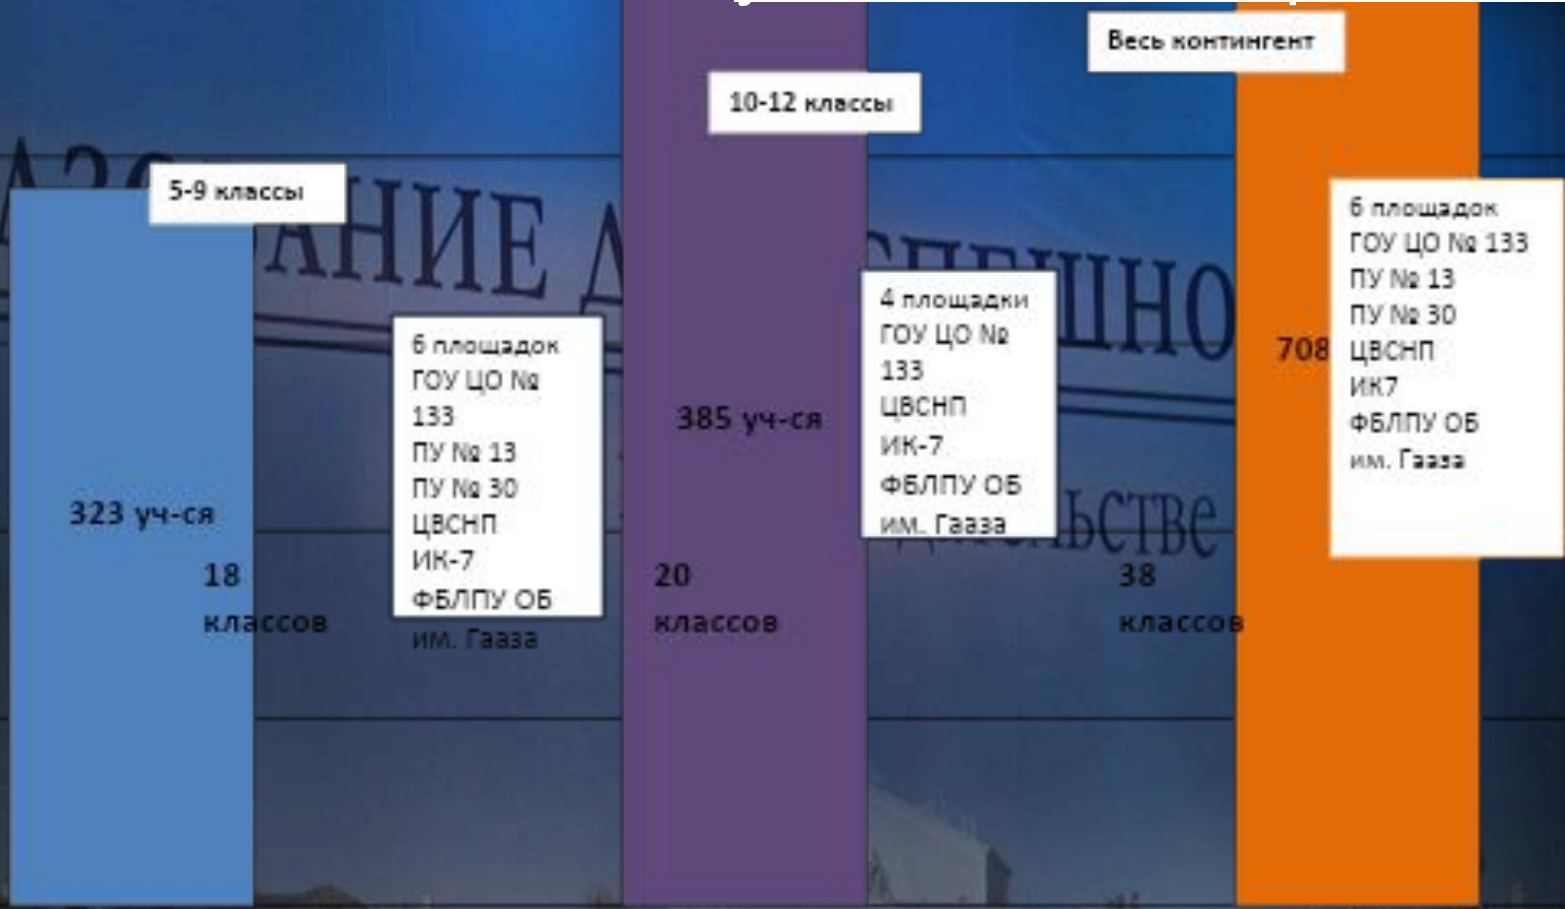 Весь контингент
10-12 классы
5-9 классы
АЗОВАНИЕ Д
СПЕШНО
6 площадок
ГОУ ЦО № 133
ПУ № 13
ПУ № 30
ЦВСНП
ИК7
ФБЛПУ ОБ
им. Гааза
708
4 площадки
ГОУ ЦО №
133
ЦВСНП
ИК-7
ФБЛПУ ОБ
им. Гааза
385 уч-ся
6 площадок
ГОУ ЦО №
133
ПУ № 13
ПУ № 30
ЦВСНП
ИК-7
ФБЛПУ ОБ
им. Гааза
323 уч-ся
18
классов
20
классов
38
классов